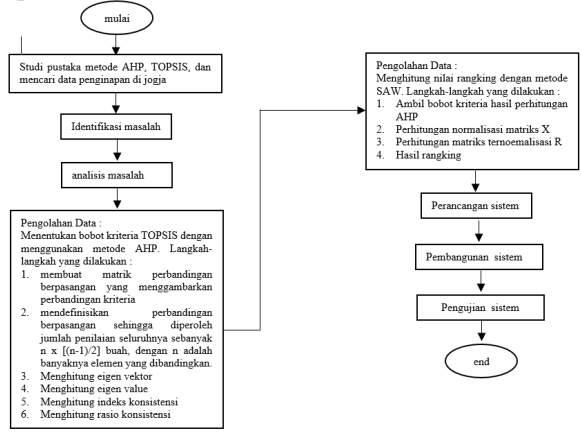 mulai
Studi pustaka metode AHP, TOPSIS, dan
mencari data penginapan di jogja
Identifikasi masalah
analisis masalah
Pengolahan Data :
Menentukan bobot kriteria TOPSIS dengan
menggunakan metode AHP. Langkah-
langkah yang dilakukan :
1. membuat matrik perbandingan
berpasangan yang menggambarkan
perbandingan kriteria
2. mendefinisikan perbandingan
berpasangan sehingga diperoleh
jumlah penilaian seluruhnya sebanyak
n x [(n-1)/2] buah, dengan n adalah
banyaknya elemen yang dibandingkan.
3. Menghitung eigen vektor
4. Menghitung eigen value
5. Menghitung indeks konsistensi
6. Menghitung rasio konsistensi
Pengolahan Data :
Menghitung nilai rangking dengan metode
SAW. Langkah-langkah yang dilakukan :
1. Ambil bobot kriteria hasil perhitungan
AHP
2. Perhitungan normalisasi matriks X
3. Perhitungan matriks ternoemalisasi R
4. Hasil rangking
Perancangan sistem
Pembangunan sistem
Pengujian sistem
end